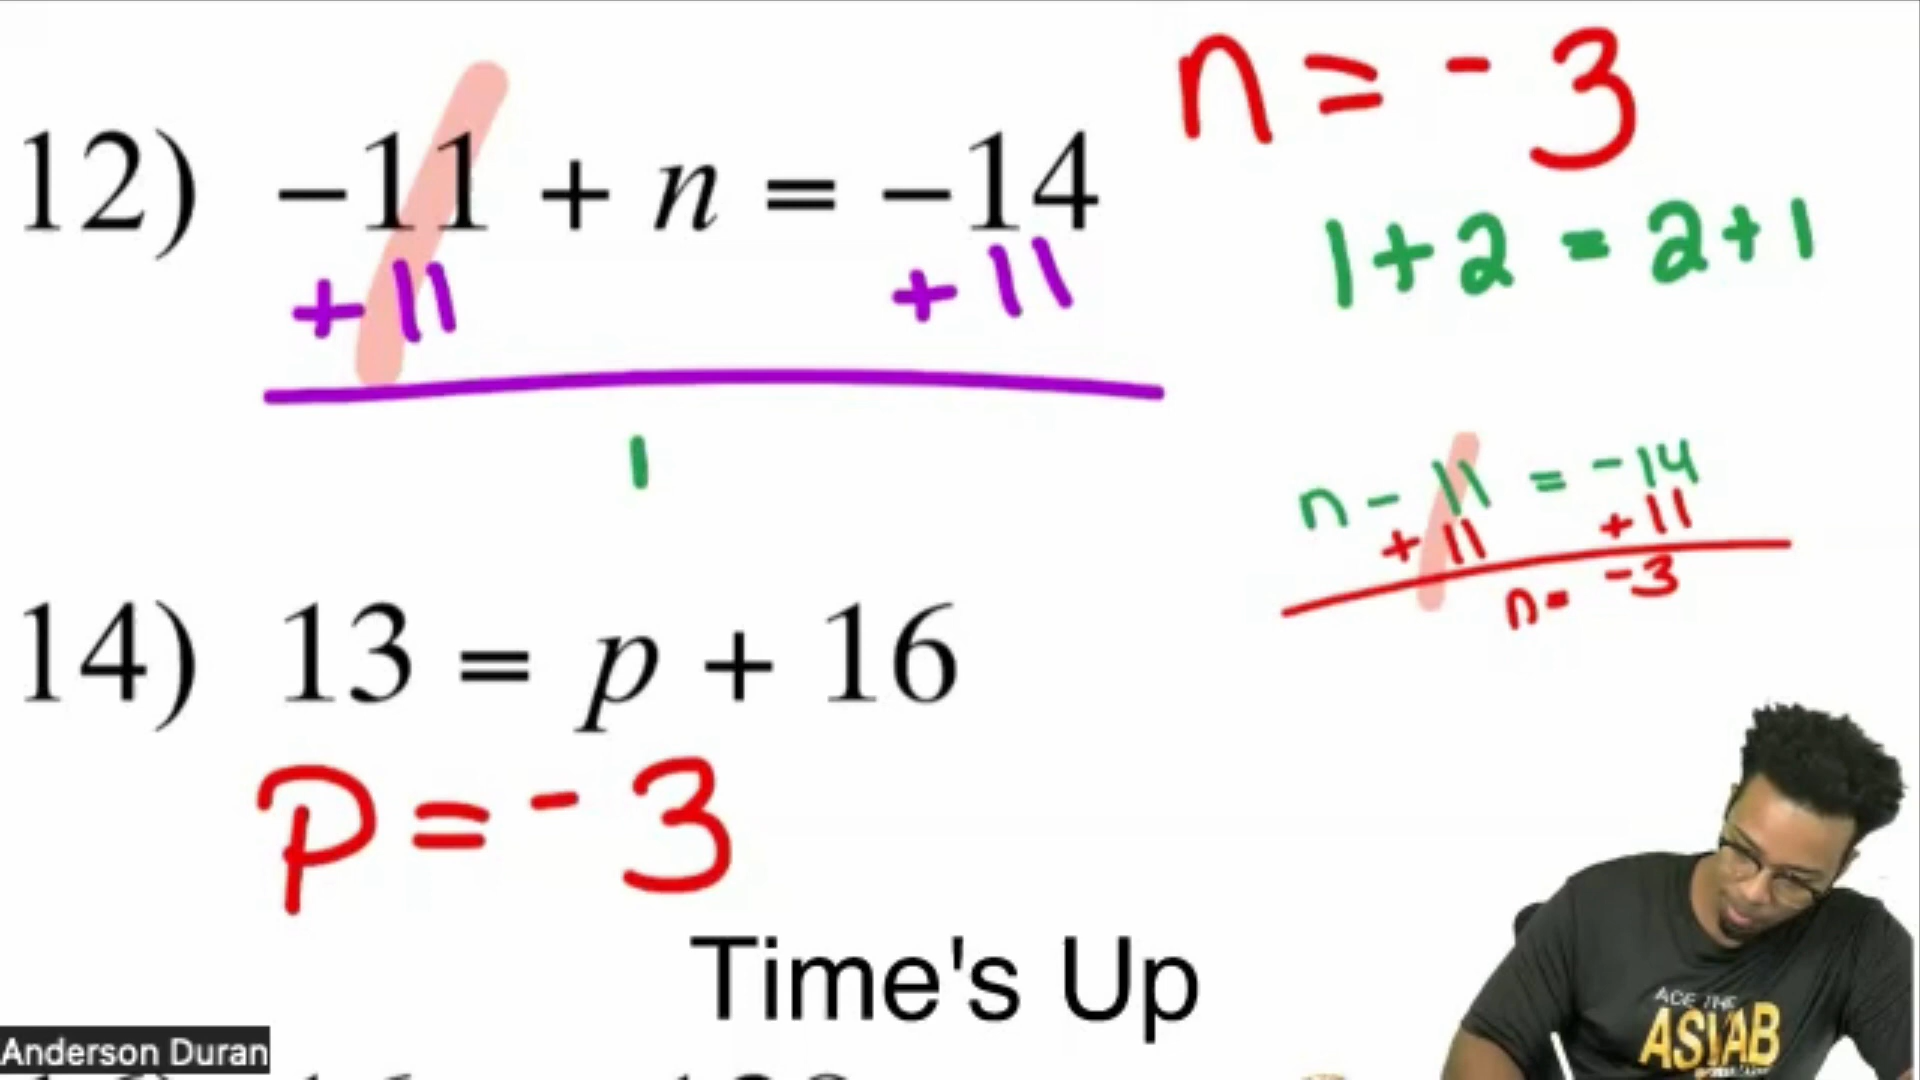 12) −11 + n = −14
+11 +11
1
n = -3
1+2 = 2+1
n - 11 = -14
+ 11 + 11
n = -3
14) 13 = p + 16
p = -3
Time's Up
Anderson Duran
ACE THE
ASVAB